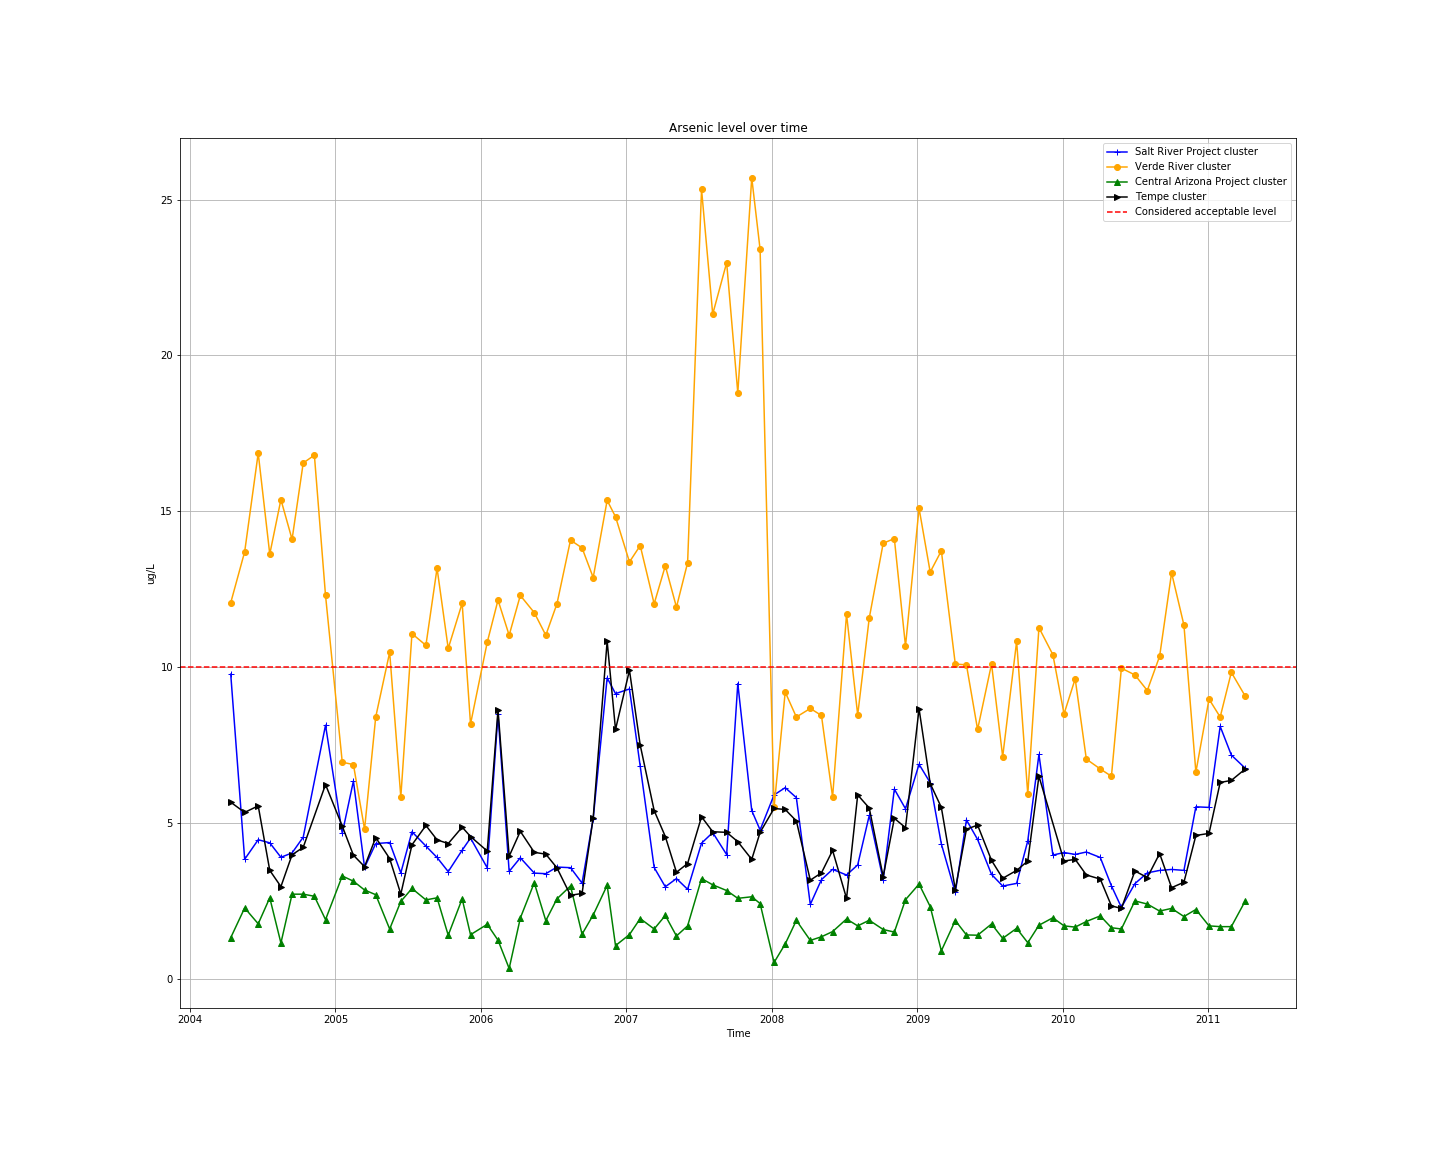 Arsenic level over time
Salt River Project cluster
Verde River cluster
Central Arizona Project cluster
Tempe cluster
Considered acceptable level
25
20
15
10
5
0
ug/L
2004 2005 2006 2007 2008 2009 2010 2011
Time